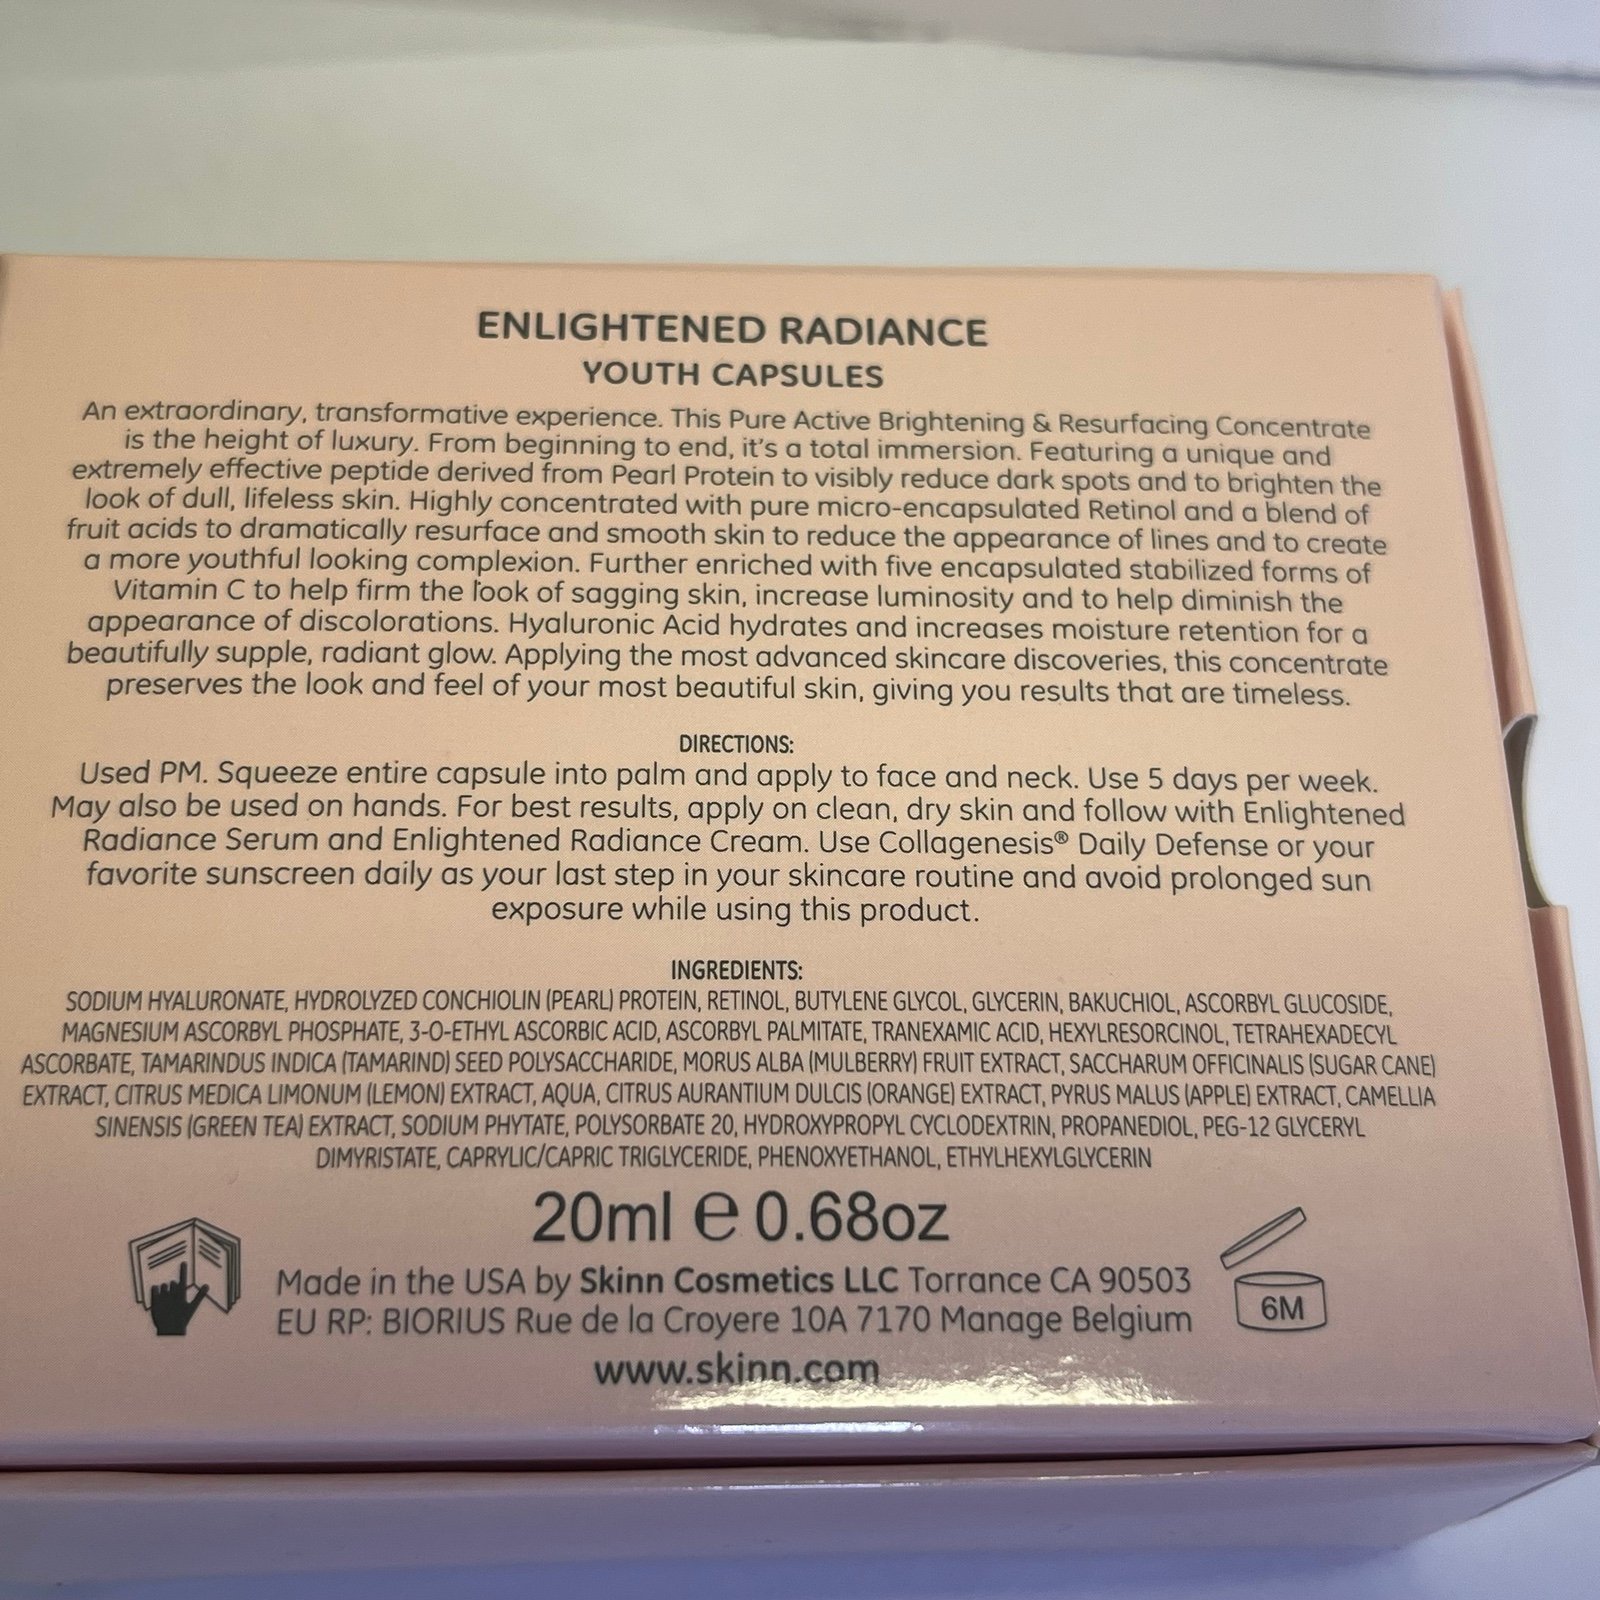 ENLIGHTENED RADIANCE
YOUTH CAPSULES
An extraordinary, transformative experience. This Pure Active Brightening & Resurfacing Concentrate
is the height of luxury. From beginning to end, it's a total immersion. Featuring a unique and
extremely effective peptide derived from Pearl Protein to visibly reduce dark spots and to brighten the
look of dull, lifeless skin. Highly concentrated with pure micro-encapsulated Retinol and a blend of
fruit acids to dramatically resurface and smooth skin to reduce the appearance of lines and to create
a more youthful looking complexion. Further enriched with five encapsulated stabilized forms of
Vitamin C to help firm the look of sagging skin, increase luminosity and to help diminish the
appearance of discolorations. Hyaluronic Acid hydrates and increases moisture retention for a
beautifully supple, radiant glow. Applying the most advanced skincare discoveries, this concentrate
preserves the look and feel of your most beautiful skin, giving you results that are timeless.
DIRECTIONS:
Used PM. Squeeze entire capsule into palm and apply to face and neck. Use 5 days per week.
May also be used on hands. For best results, apply on clean, dry skin and follow with Enlightened
Radiance Serum and Enlightened Radiance Cream. Use Collagenesis® Daily Defense or your
favorite sunscreen daily as your last step in your skincare routine and avoid prolonged sun
exposure while using this product.
INGREDIENTS:
SODIUM HYALURONATE, HYDROLYZED CONCHIOLIN (PEARL) PROTEIN, RETINOL, BUTYLENE GLYCOL, GLYCERIN, BAKUCHIOL, ASCORBYL GLUCOSIDE,
MAGNESIUM ASCORBYL PHOSPHATE, 3-O-ETHYL ASCORBIC ACID, ASCORBYL PALMITATE, TRANEXAMIC ACID, HEXYLRESORCINOL, TETRAHEXADECYL
ASCORBATE, TAMARINDUS INDICA (TAMARIND) SEED POLYSACCHARIDE, MORUS ALBA (MULBERRY) FRUIT EXTRACT, SACCHARUM OFFICINALIS (SUGAR CANE)
EXTRACT, CITRUS MEDICA LIMONUM (LEMON) EXTRACT, AQUA, CITRUS AURANTIUM DULCIS (ORANGE) EXTRACT, PYRUS MALUS (APPLE) EXTRACT, CAMELLIA
SINENSIS (GREEN TEA) EXTRACT, SODIUM PHYTATE, POLYSORBATE 20, HYDROXYPROPYL CYCLODEXTRIN, PROPANEDIOL, PEG-12 GLYCERYL
DIMYRISTATE, CAPRYLIC/CAPRIC TRIGLYCERIDE, PHENOXYETHANOL, ETHYLHEXYLGLYCERIN
20ml e 0.68oz
Made in the USA by Skinn Cosmetics LLC Torrance CA 90503
EU RP: BIORIUS Rue de la Croyere 10A 7170 Manage Belgium
6M
www.skinn.com